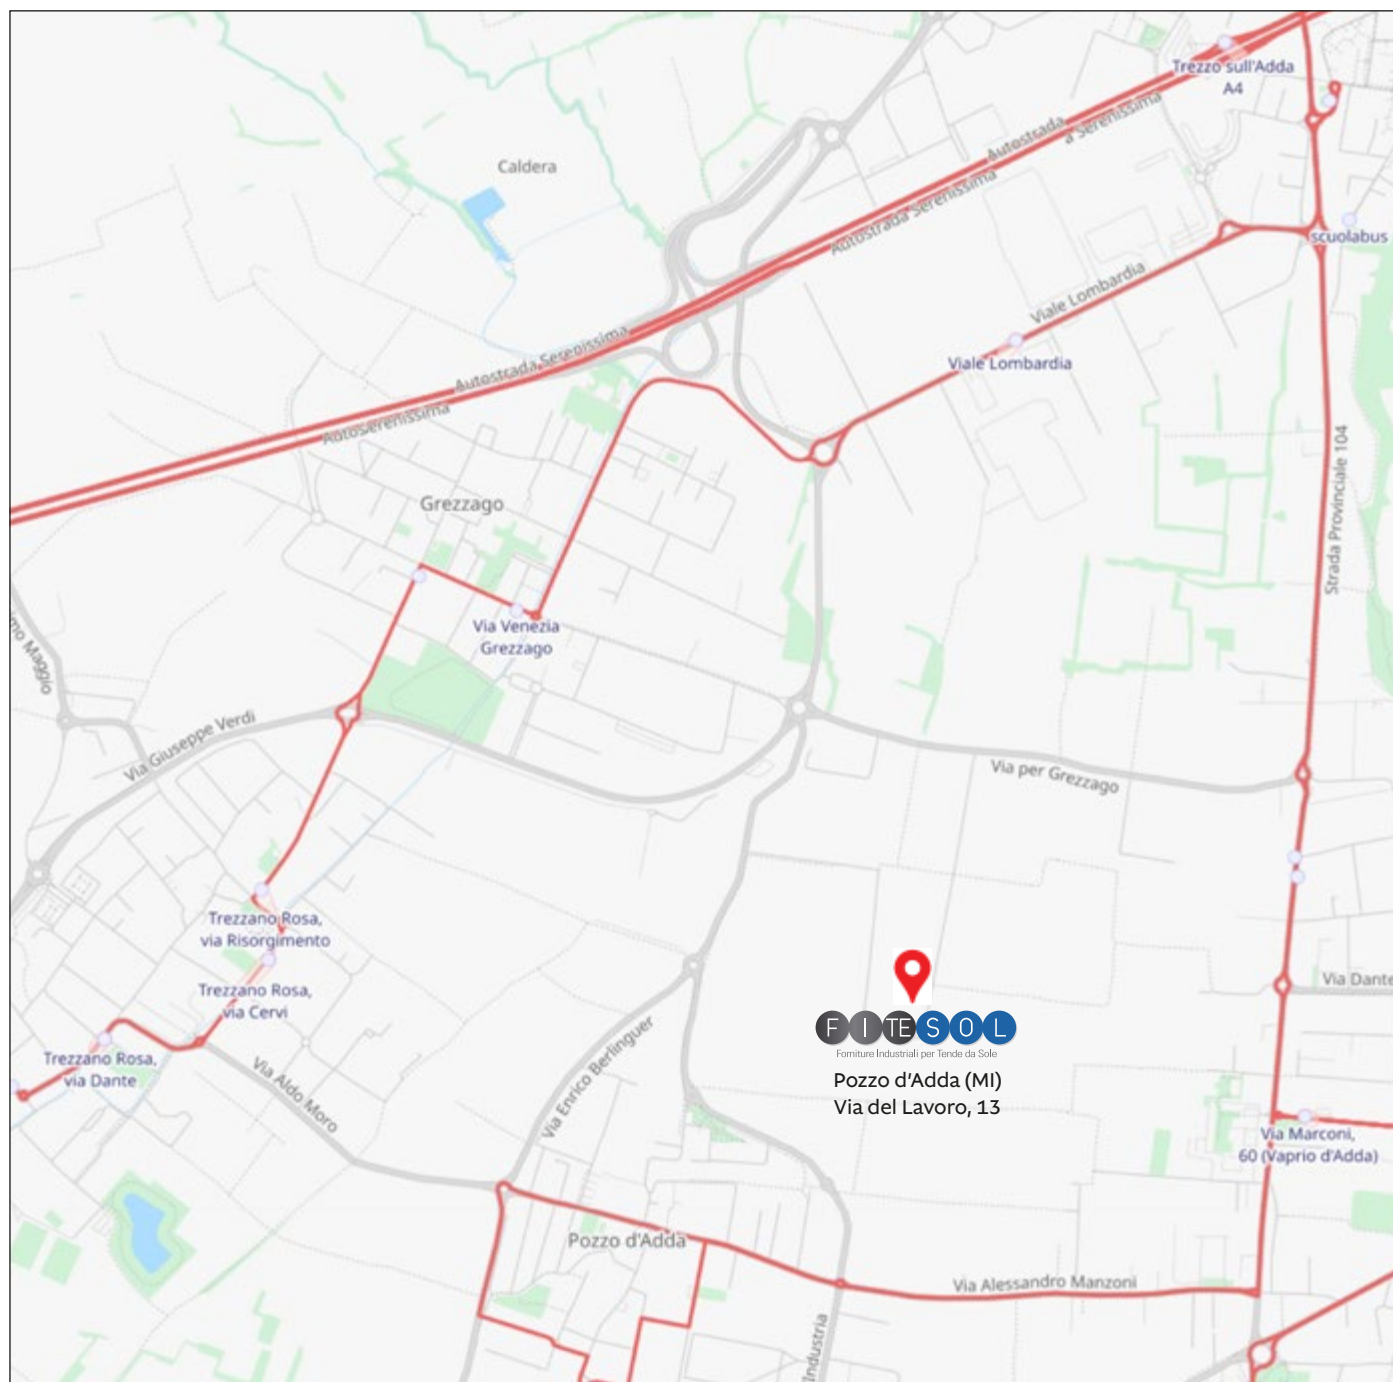 Trezzo sull'Adda
A4
Autostrada
a Serenissima
Caldera
Autostrada Serenissima
scuolabus
Viale Lombardia
Autostrada Serenissima
Viale Lombardia
AutoSerenissima
Strada Provinciale 104
Grezzago
Via Venezia
Grezzago
mo Maggio
Via Giuseppe Verdi
Via per Grezzago
Trezzano Rosa,
via Risorgimento
Via Dante
Trezzano Rosa,
via Cervi
FITESOL
Forniture Industriali per Tende da Sole
Trezzano Rosa,
via Dante
Via Aldo Moro
Via Enrico Berlinguer
Pozzo d'Adda (MI)
Via del Lavoro, 13
Via Marconi,
60 (Vaprio d'Adda)
Pozzo d'Adda
Via Alessandro Manzoni
Industria